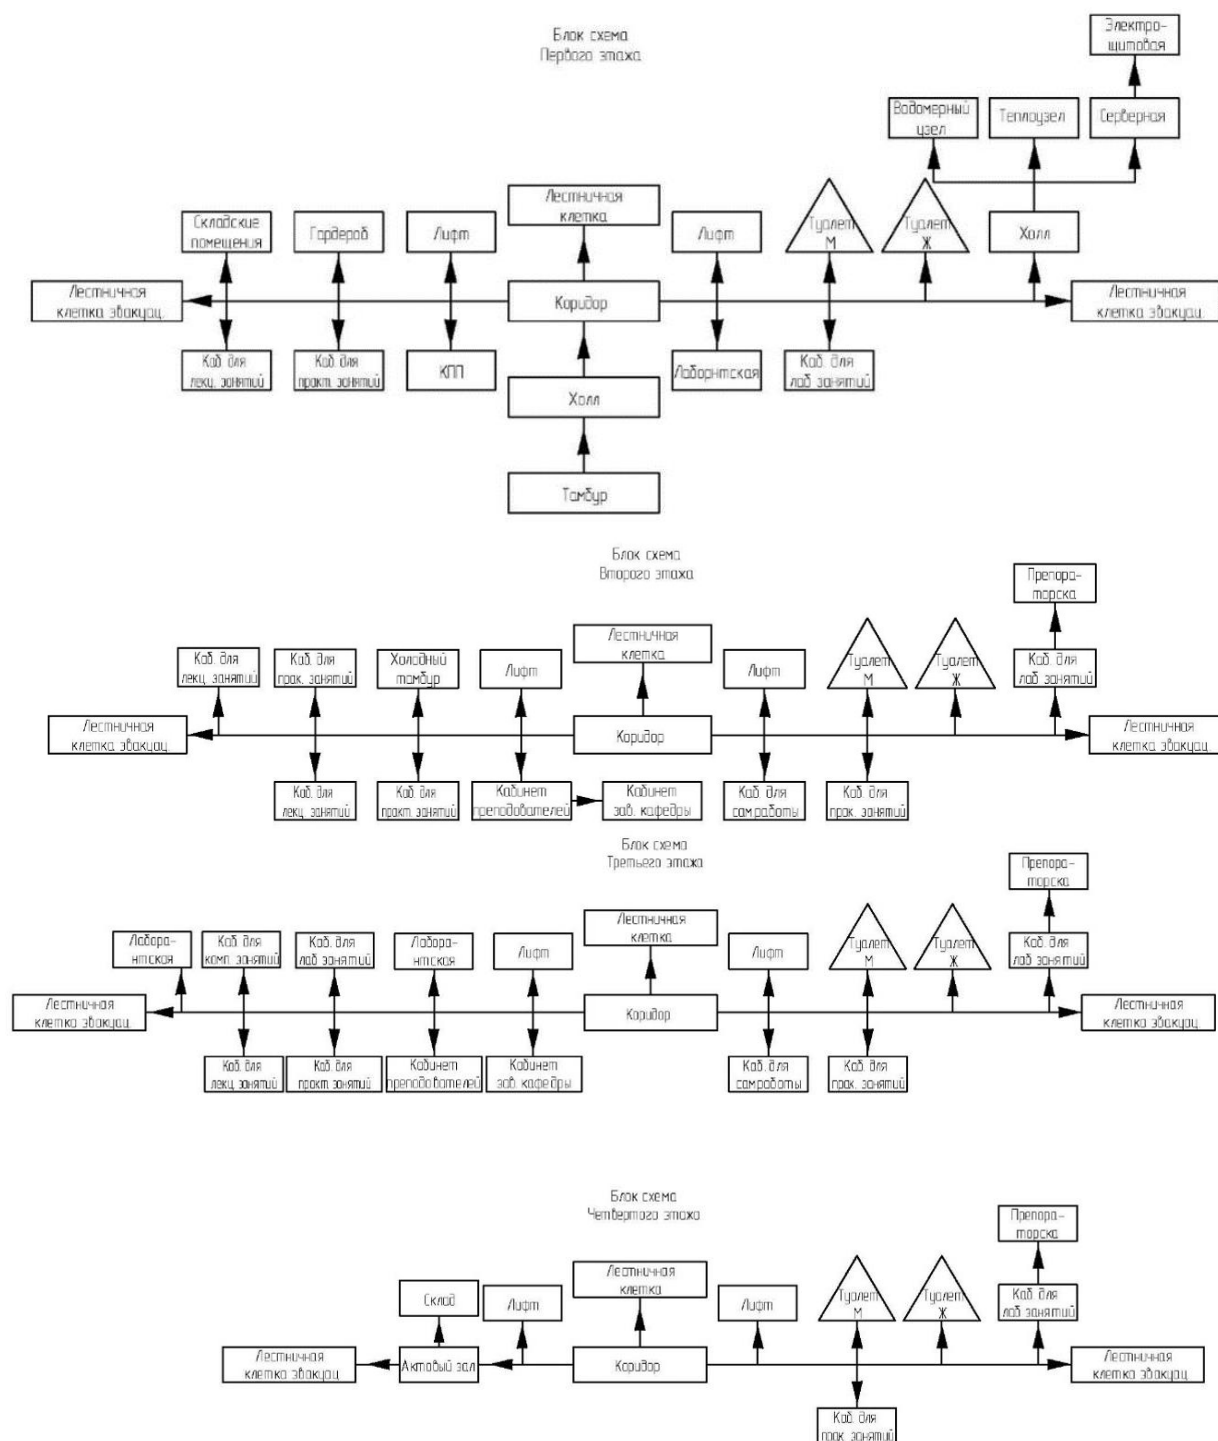 Блок схема
Первого этажа
Электро-
щитовая
Водомерный
узел
Теплоузел
Серверная
Складские
помещения
Гардероб
Лифт
Лестничная
клетка
Лифт
Туалет
М
Туалет
Ж
Холл
Лестничная
клетка эвакуац.
Коридор
Лестничная
клетка эвакуац.
Каб. для
лекц. занятий
Каб. для
практ. занятий
КПП
Холл
Лаборнтская
Каб. для
лаб. занятий
Тамбур
Блок схема
Второго этажа
Препора-
торска
Каб. для
лекц. занятий
Каб. для
прак. занятий
Холодный
тамбур
Лифт
Лестничная
клетка
Лифт
Туалет
М
Туалет
Ж
Каб. для
лаб. занятий
Лестничная
клетка эвакуац.
Коридор
Лестничная
клетка эвакуац.
Каб. для
лекц. занятий
Каб. для
практ. занятий
Кабинет
преподователей
Кабинет
зав. кафедры
Каб. для
сам.работы
Каб. для
прак. занятий
Блок схема
Третьего этажа
Препора-
торска
Лабора-
нтская
Каб. для
комп. занятий
Каб. для
лаб. занятий
Лабора-
нтская
Лифт
Лестничная
клетка
Лифт
Туалет
М
Туалет
Ж
Каб. для
лаб. занятий
Лестничная
клетка эвакуац.
Коридор
Лестничная
клетка эвакуац.
Каб. для
лекц. занятий
Каб. для
практ. занятий
Кабинет
преподователей
Кабинет
зав. кафедры
Каб. для
сам.работы
Каб. для
прак. занятий
Блок схема
Четвертого этажа
Препора-
торска
Склад
Лифт
Лестничная
клетка
Лифт
Туалет
М
Туалет
Ж
Каб. для
лаб. занятий
Лестничная
клетка эвакуац.
Актовый зал
Коридор
Лестничная
клетка эвакуац.
Каб. для
прак. занятий